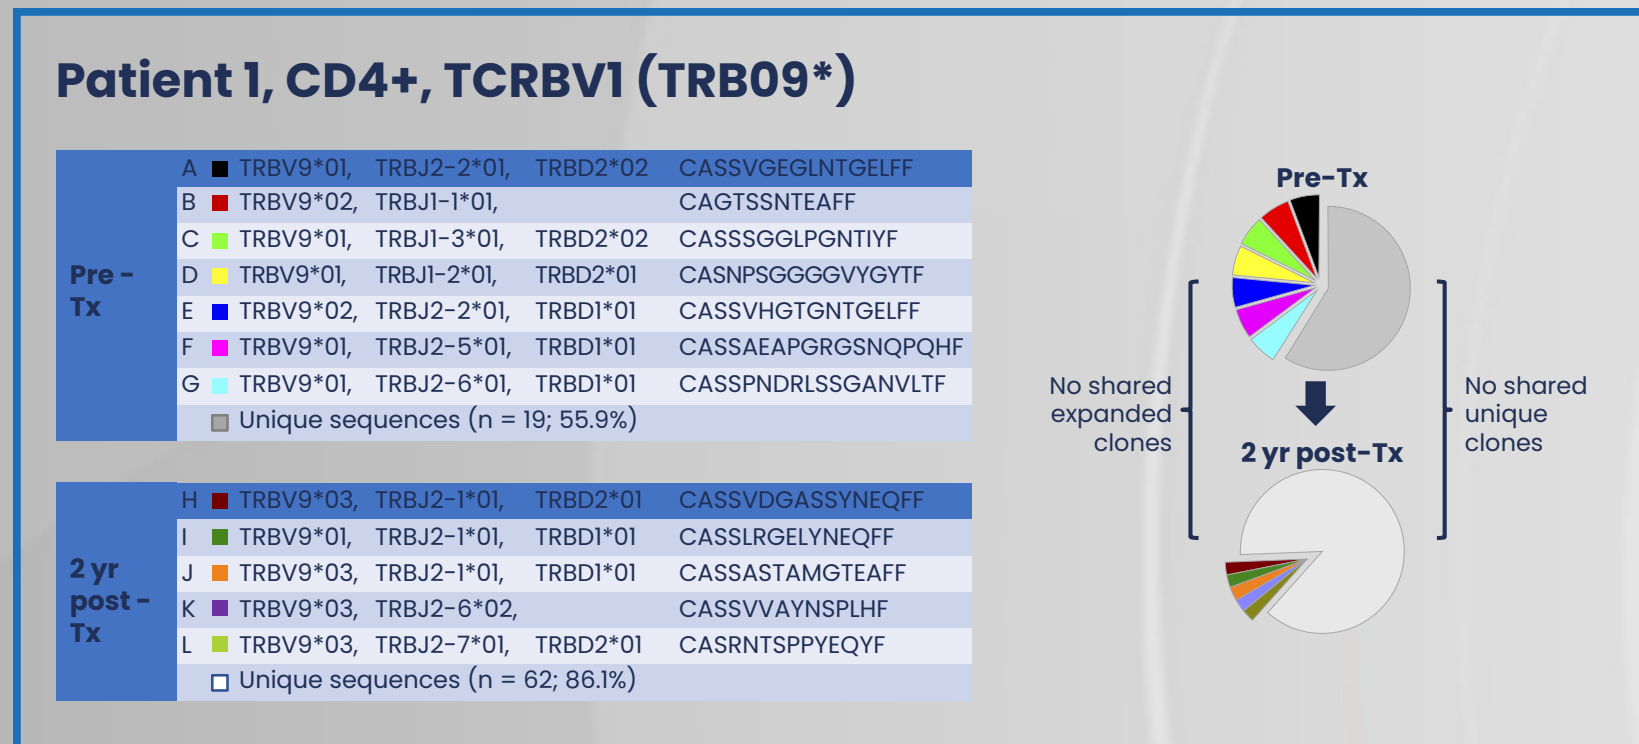 Patient 1, CD4+, TCRBV1 (TRB09*)
Pre -
Tx
A TRBV9*01, TRBJ2-2*01, TRBD2*02 CASSVGEGLNTGELFF
B TRBV9*02, TRBJ1-1*01, CAGTSSNTEAFF
C TRBV9*01, TRBJ1-3*01, TRBD2*02 CASSSGGLPGNTIYF
D TRBV9*01, TRBJ1-2*01, TRBD2*01 CASNPSGGGGVYGYTF
E TRBV9*02, TRBJ2-2*01, TRBD1*01 CASSVHGTGNTGELFF
F TRBV9*01, TRBJ2-5*01, TRBD1*01 CASSAEAPGRGSNQPQHF
G TRBV9*01, TRBJ2-6*01, TRBD1*01 CASSPNDRLSSGANVLTF
Unique sequences (n = 19; 55.9%)
2 yr
post -
Tx
H TRBV9*03, TRBJ2-1*01, TRBD2*01 CASSVDGASSYNEQFF
I TRBV9*01, TRBJ2-1*01, TRBD1*01 CASSLRGELYNEQFF
J TRBV9*03, TRBJ2-1*01, TRBD1*01 CASSASTAMGTEAFF
K TRBV9*03, TRBJ2-6*02, CASSVVAYNSPLHF
L TRBV9*03, TRBJ2-7*01, TRBD2*01 CASRNTSPPYEQYF
Unique sequences (n = 62; 86.1%)
Pre-Tx
No shared
expanded
clones
No shared
unique
clones
2 yr post-Tx